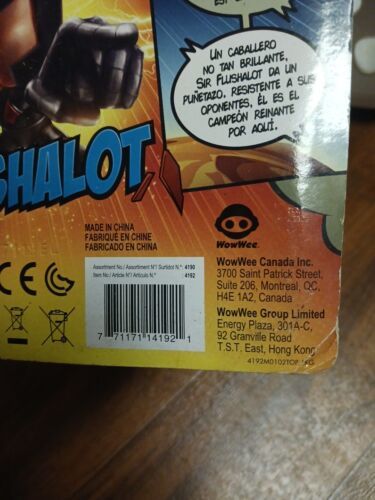 UN CABALLERO
NO TAN BRILLANTE,
SIR FLUSHALOT DA UN
PUÑETAZO. RESISTENTE A SUS
OPONENTES, ÉL ES EL
CAMPEÓN REINANTE
POR AQUÍ.
SHALOT
MADE IN CHINA
FABRIQUÉ EN CHINE
FABRICADO EN CHINA
Assortment No./ Assortiment N°/ Surtidot N.º: 4190
Item No./ Article N°/ Artículo N.º: 4192
7 71171 14192 1
CE
WowWee
WowWee Canada Inc.
3700 Saint Patrick Street,
Suite 206, Montreal, QC,
H4E 1A2, Canada
WowWee Group Limited
Energy Plaza, 301A-C,
92 Granville Road
T.S.T. East, Hong Kong